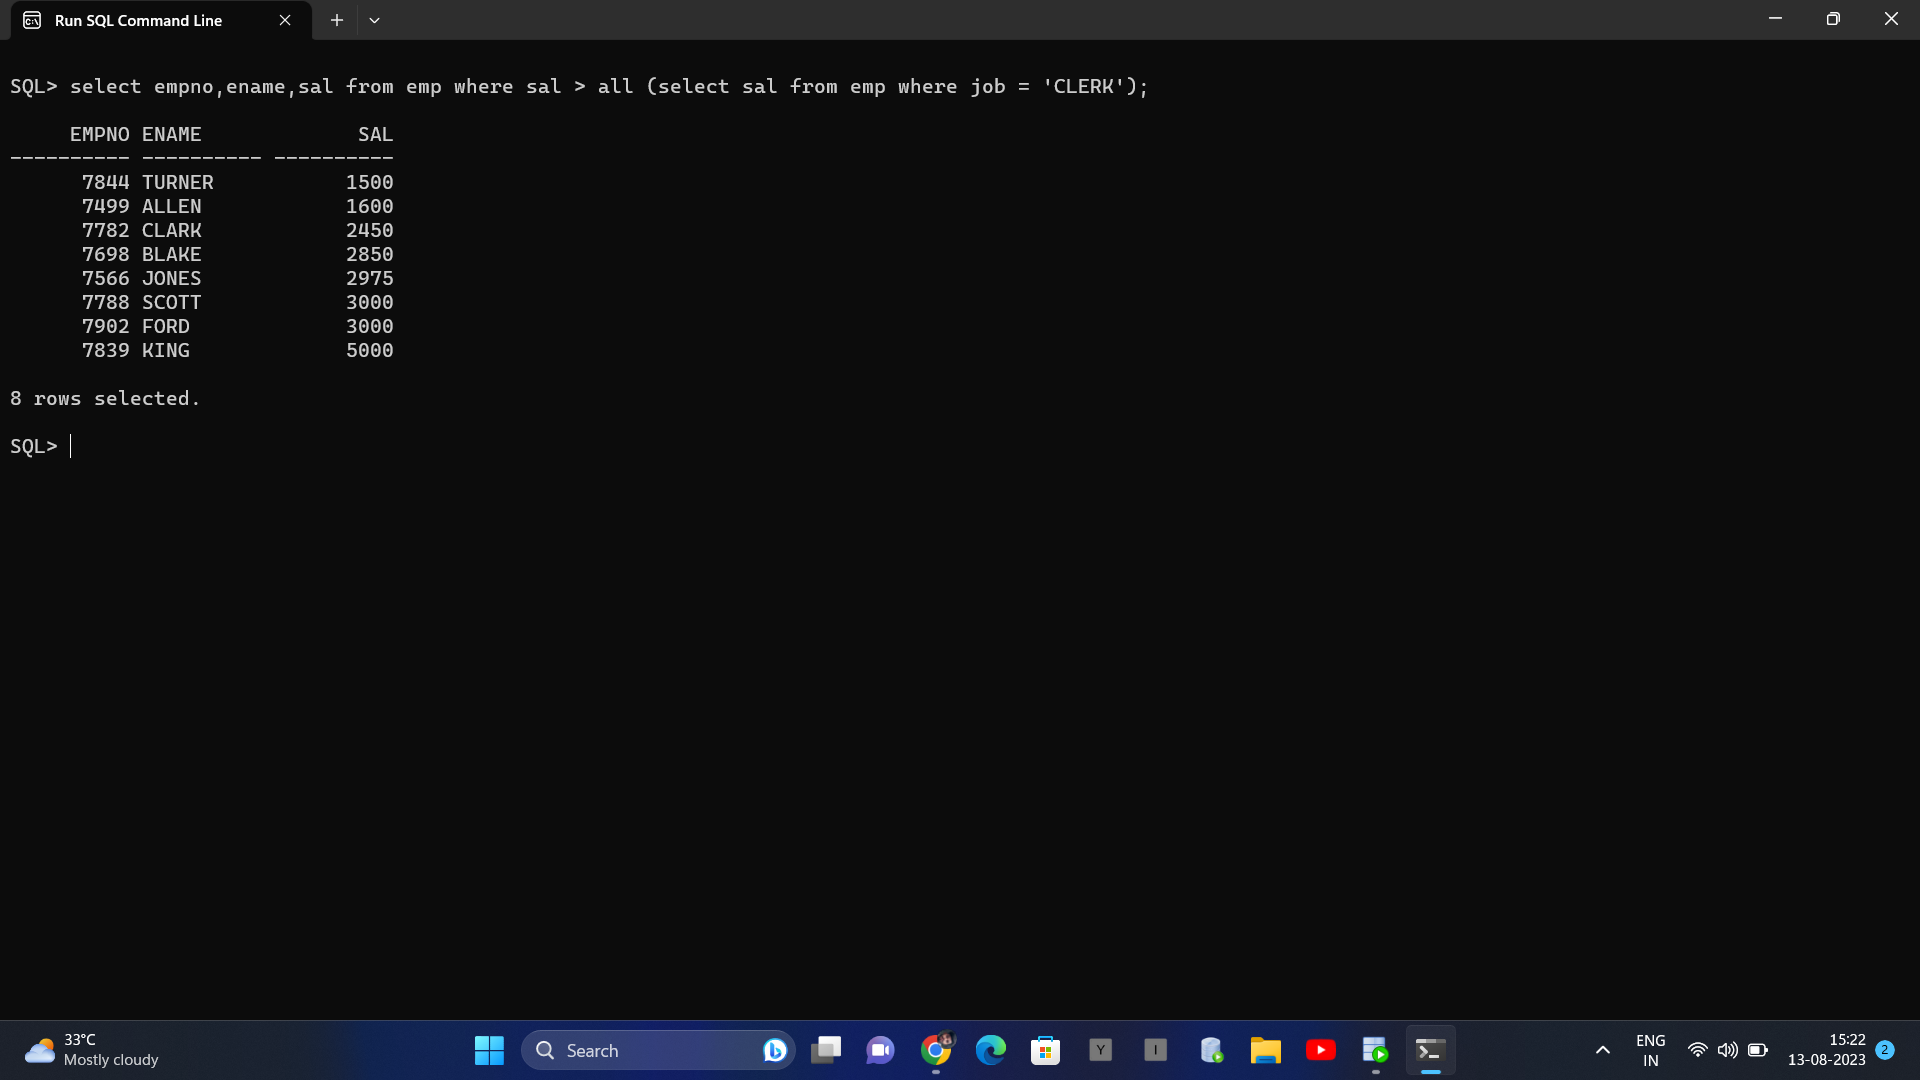 Run SQL Command Line
SQL> select empno,ename,sal from emp where sal > all (select sal from emp where job = 'CLERK');
EMPNO ENAME SAL
---------- ---------- ----------
7844 TURNER 1500
7499 ALLEN 1600
7782 CLARK 2450
7698 BLAKE 2850
7566 JONES 2975
7788 SCOTT 3000
7902 FORD 3000
7839 KING 5000
8 rows selected.
SQL>
33°C
Mostly cloudy
Search
Y
I
ENG
IN
15:22
13-08-2023
2